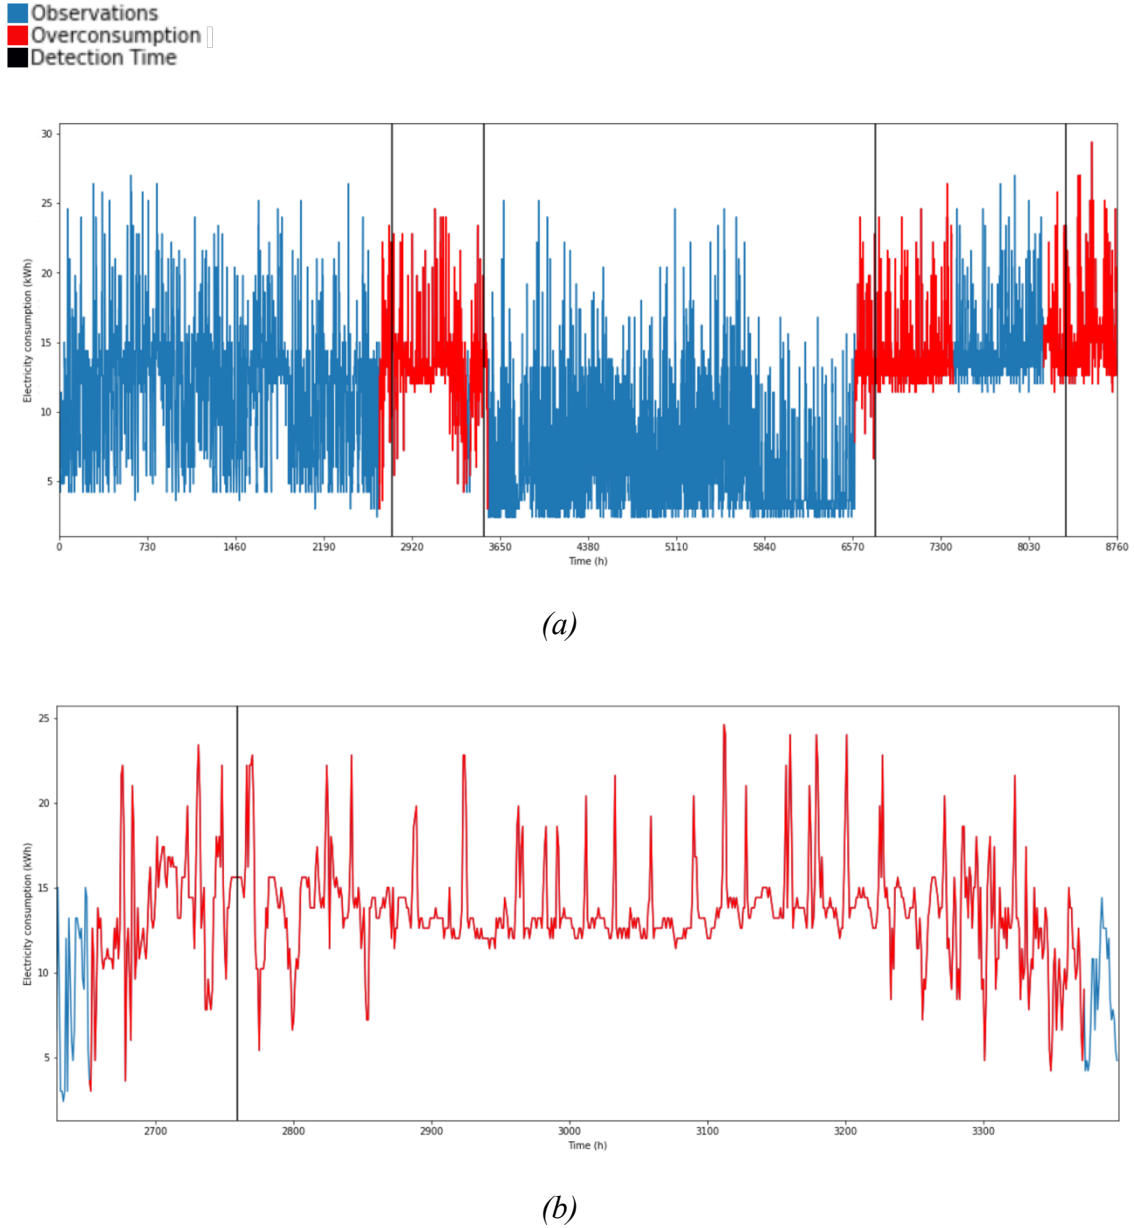 Observations
Overconsumption
Detection Time
30
25
20
15
10
5
Electricity consumption (kWh)
0 730 1460 2190 2920 3650 4380 5110 5840 6570 7300 8030 8760
Time (h)
(a)
25
20
15
10
5
Electricity consumption (kWh)
2700 2800 2900 3000 3100 3200 3300
Time (h)
(b)